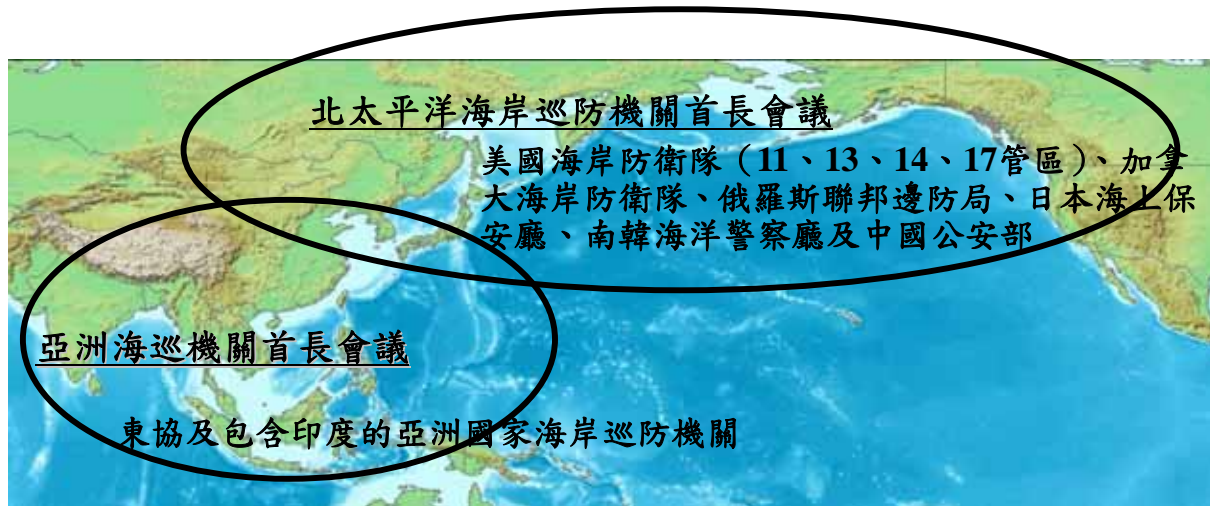 北太平洋海岸巡防機關首長會議
美國海岸防衛隊（11、13、14、17管區）、加拿
大海岸防衛隊、俄羅斯聯邦邊防局、日本海上保
安廳、南韓海洋警察廳及中國公安部
亞洲海巡機關首長會議
東協及包含印度的亞洲國家海岸巡防機關